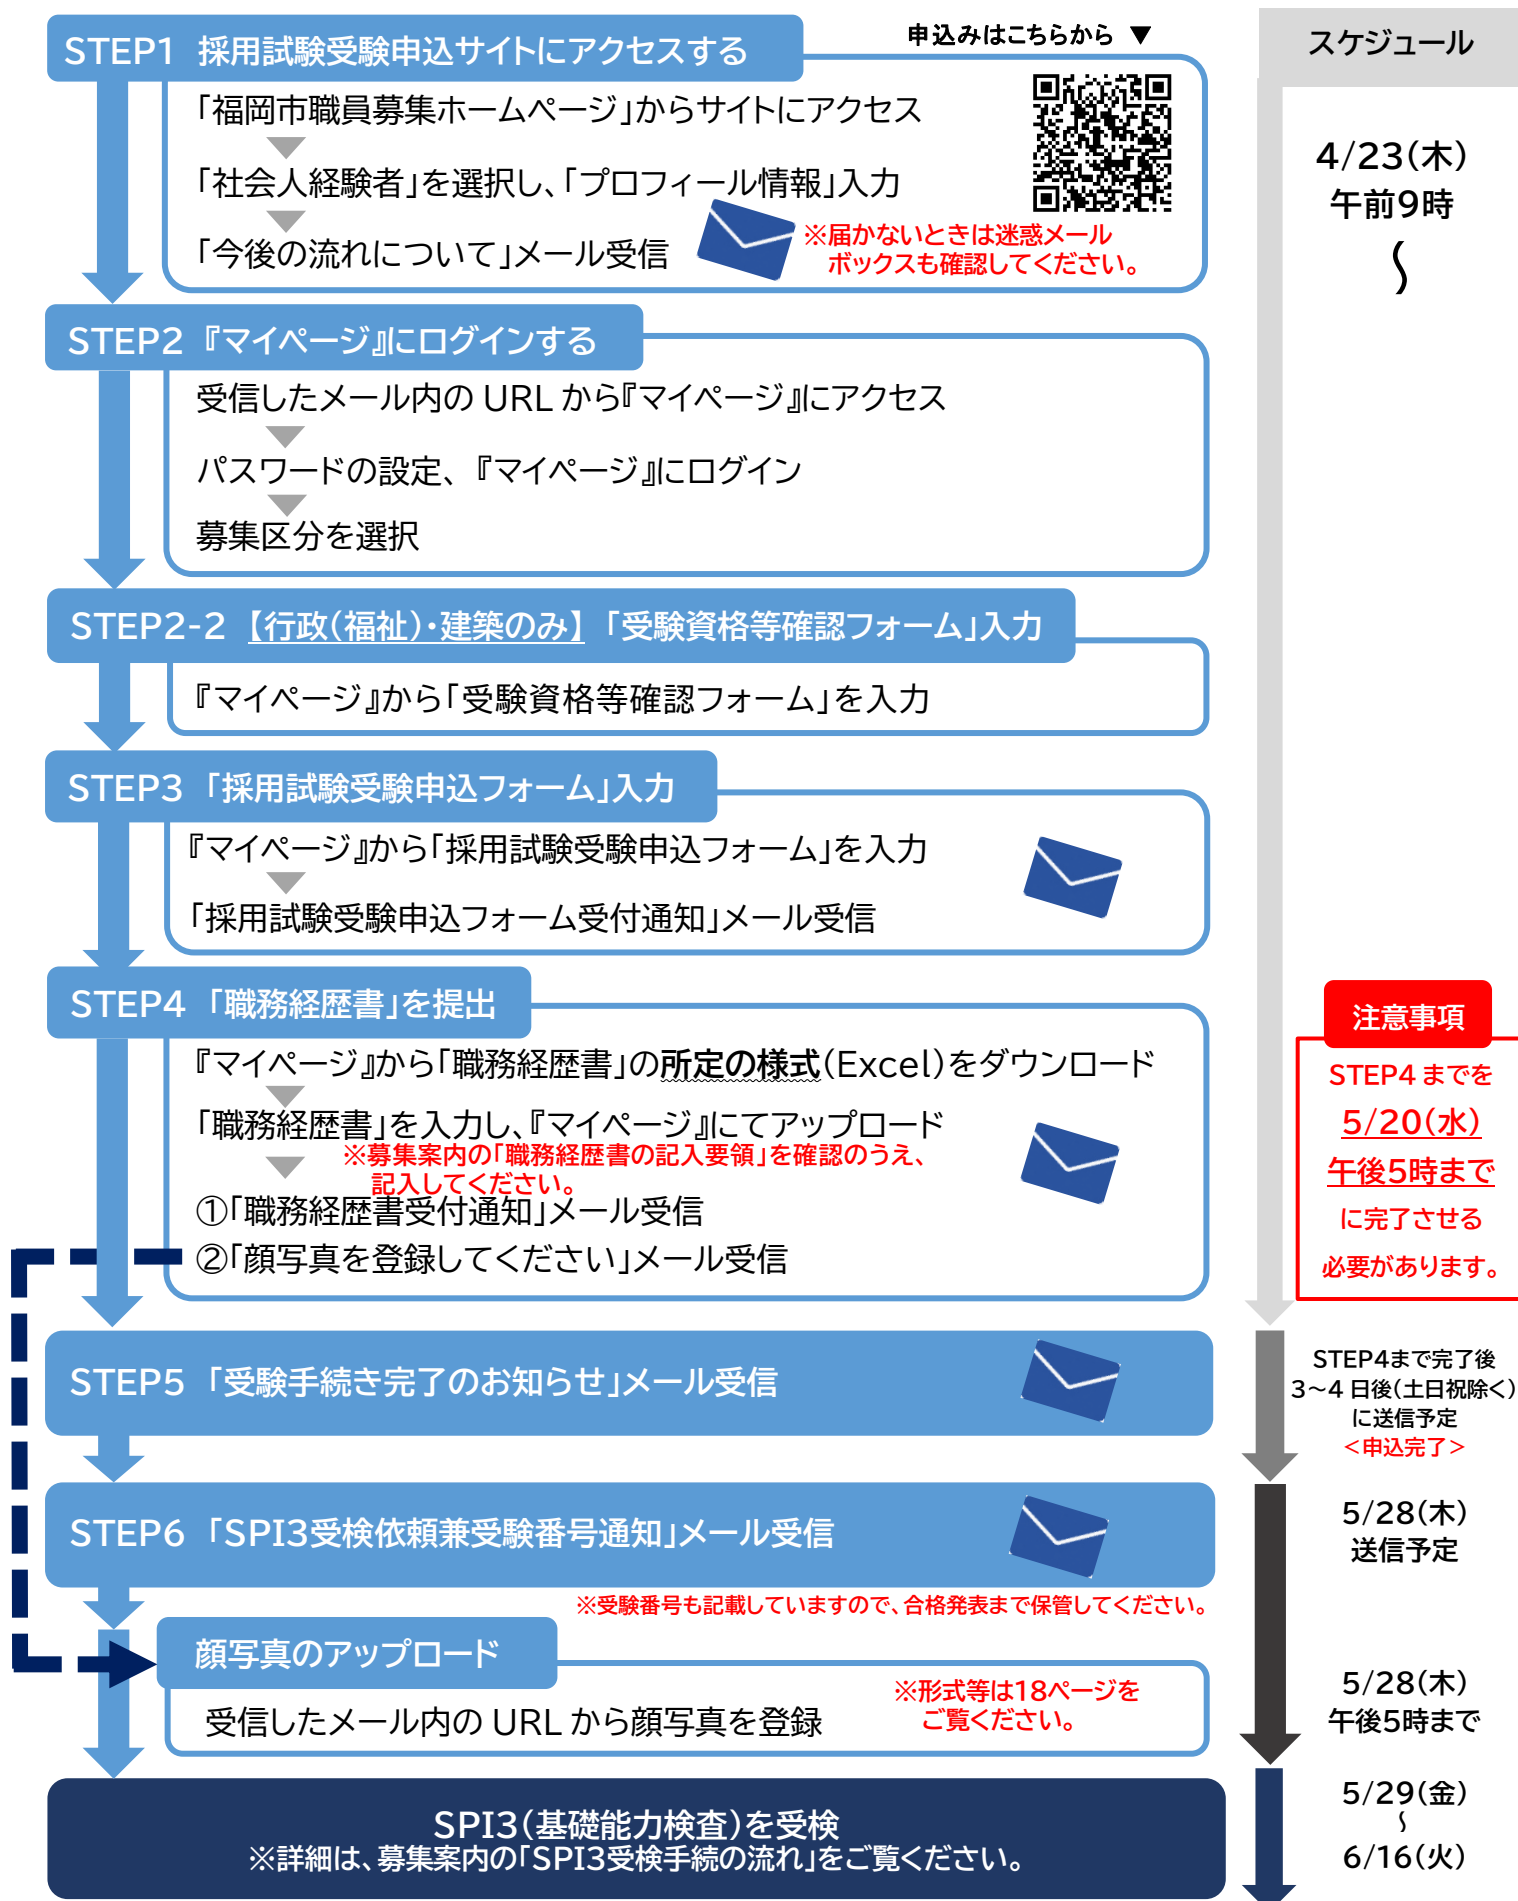 STEP1 採用試験受験申込サイトにアクセスする
申込みはこちらから ▼
「福岡市職員募集ホームページ」からサイトにアクセス
「社会人経験者」を選択し、「プロフィール情報」入力
「今後の流れについて」メール受信
※届かないときは迷惑メール
ボックスも確認してください。
スケジュール
4/23(木)
午前9時
～
STEP2 『マイページ』にログインする
受信したメール内の URL から『マイページ』にアクセス
パスワードの設定、『マイページ』にログイン
募集区分を選択
STEP2-2 【行政(福祉)・建築のみ】 「受験資格等確認フォーム」入力
『マイページ』から「受験資格等確認フォーム」を入力
STEP3 「採用試験受験申込フォーム」入力
『マイページ』から「採用試験受験申込フォーム」を入力
「採用試験受験申込フォーム受付通知」メール受信
STEP4 「職務経歴書」を提出
『マイページ』から「職務経歴書」の所定の様式(Excel)をダウンロード
「職務経歴書」を入力し、『マイページ』にてアップロード
※募集案内の「職務経歴書の記入要領」を確認のうえ、
記入してください。
①「職務経歴書受付通知」メール受信
②「顔写真を登録してください」メール受信
注意事項
STEP4 までを
5/20(水)
午後5時まで
に完了させる
必要があります。
STEP5 「受験手続き完了のお知らせ」メール受信
STEP4まで完了後
3～4 日後(土日祝除く)
に送信予定
<申込完了>
STEP6 「SPI3受検依頼兼受験番号通知」メール受信
5/28(木)
送信予定
※受験番号も記載していますので、合格発表まで保管してください。
顔写真のアップロード
受信したメール内の URL から顔写真を登録
※形式等は18ページを
ご覧ください。
5/28(木)
午後5時まで
SPI3(基礎能力検査)を受検
※詳細は、募集案内の「SPI3受検手続の流れ」をご覧ください。
5/29(金)
～
6/16(火)